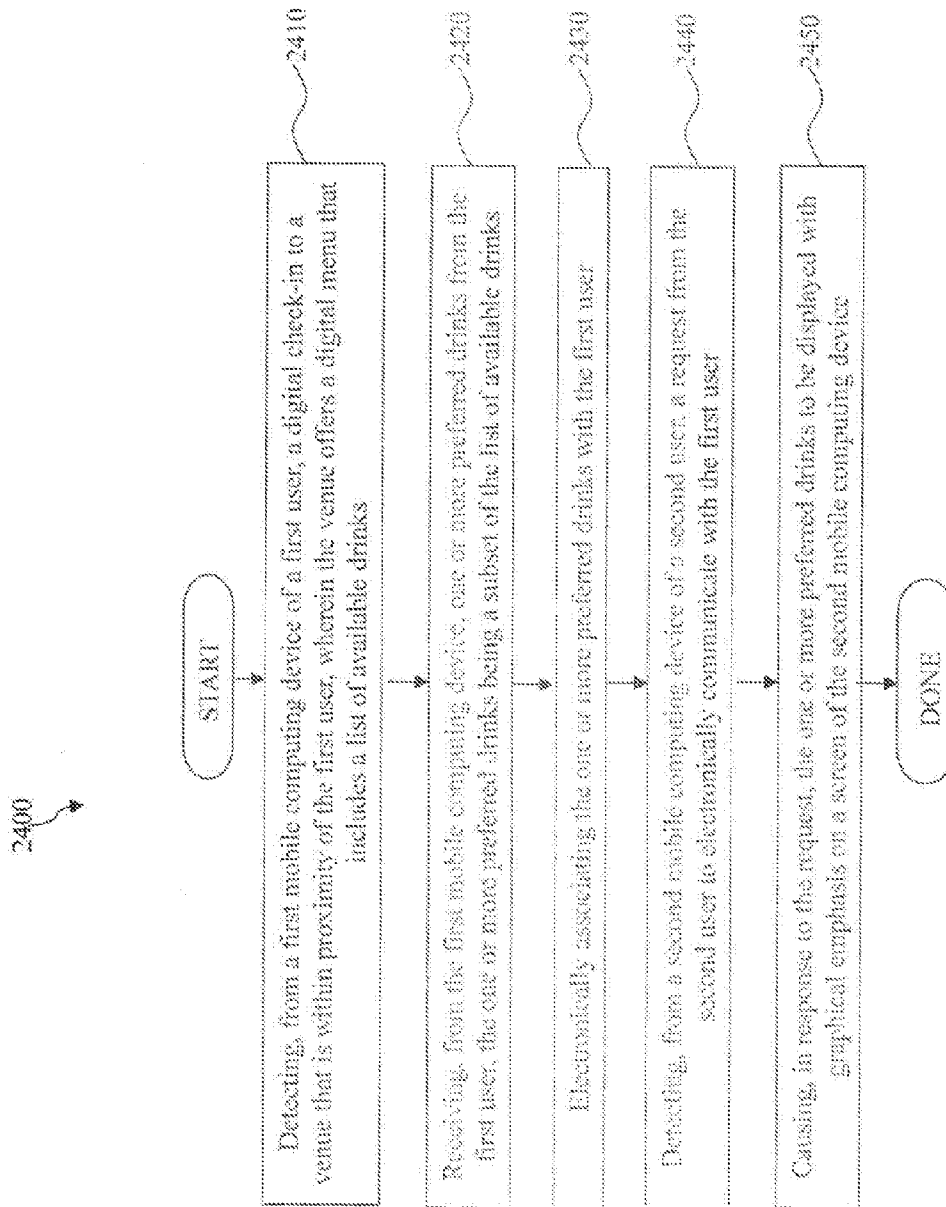 2400
START
Detecting, from a first mobile computing device of a first user, a digital check-in to a
venue that is within proximity of the first user, wherein the venue offers a digital menu that
includes a list of available drinks
2410
Receiving, from the first mobile computing device, one or more preferred drinks from the
first user, the one or more preferred drinks being a subset of the list of available drinks
2420
Electronically associating the one or more preferred drinks with the first user
2430
Detecting, from a second mobile computing device of a second user, a request from the
second user to electronically communicate with the first user
2440
Causing, in response to the request, the one or more preferred drinks to be displayed with
graphical emphasis on a screen of the second mobile computing device
2450
DONE